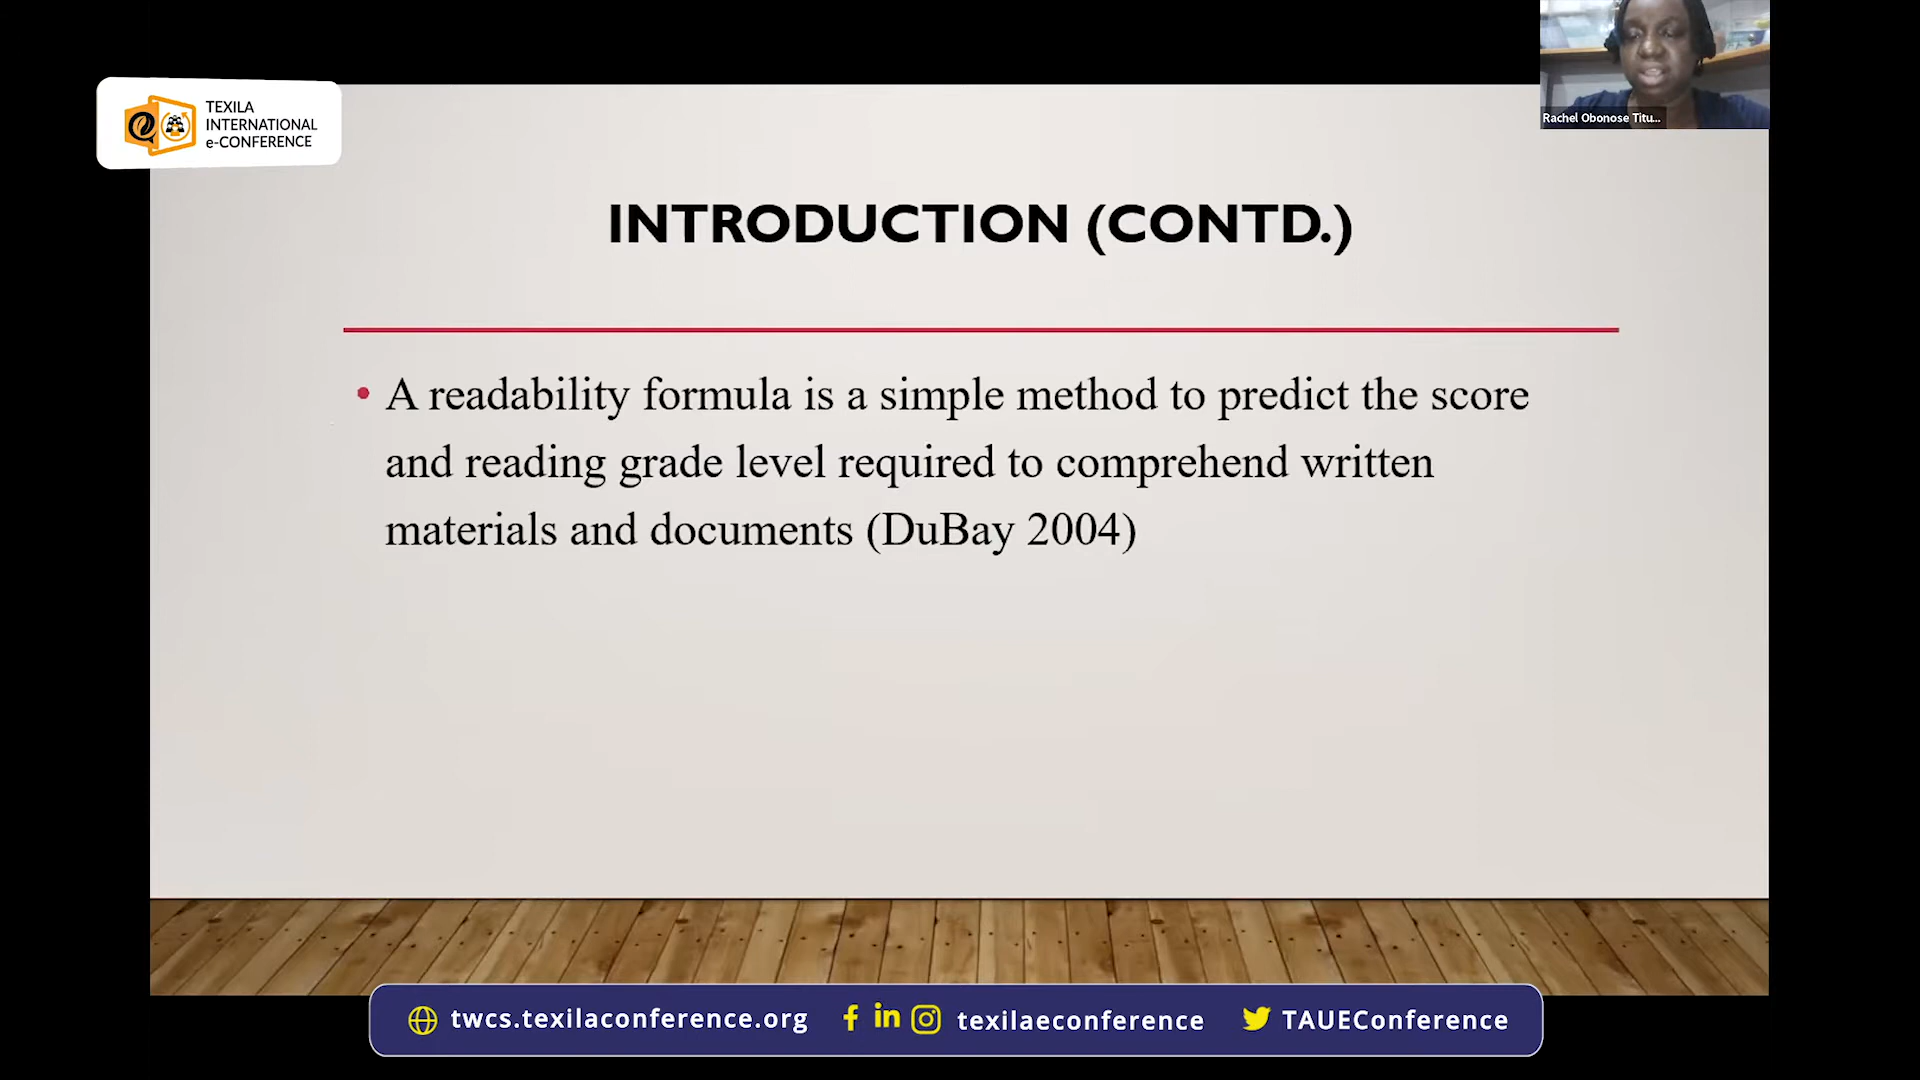 TEXILA
INTERNATIONAL
e-CONFERENCE
Rachel Obonose Titu...
INTRODUCTION (CONTD.)
• A readability formula is a simple method to predict the score
and reading grade level required to comprehend written
materials and documents (DuBay 2004)
twcs.texilaconference.org texilaeconference TAUEConference